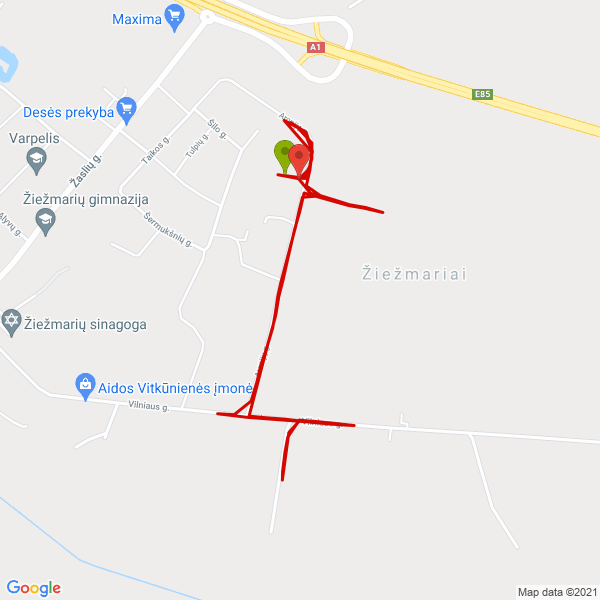 Maxima
A1
E85
Desės prekyba
Šilo g.
Tulpių g.
Taikos g.
Varpelis
Žaslių g.
Žiežmarių gimnazija
Alyvų g.
Šermukšnių g.
Žiežmariai
Žiežmarių sinagoga
Aidos Vitkūnienės įmonė
Vilniaus g.
Vilniaus g.
Google
Map data ©2021